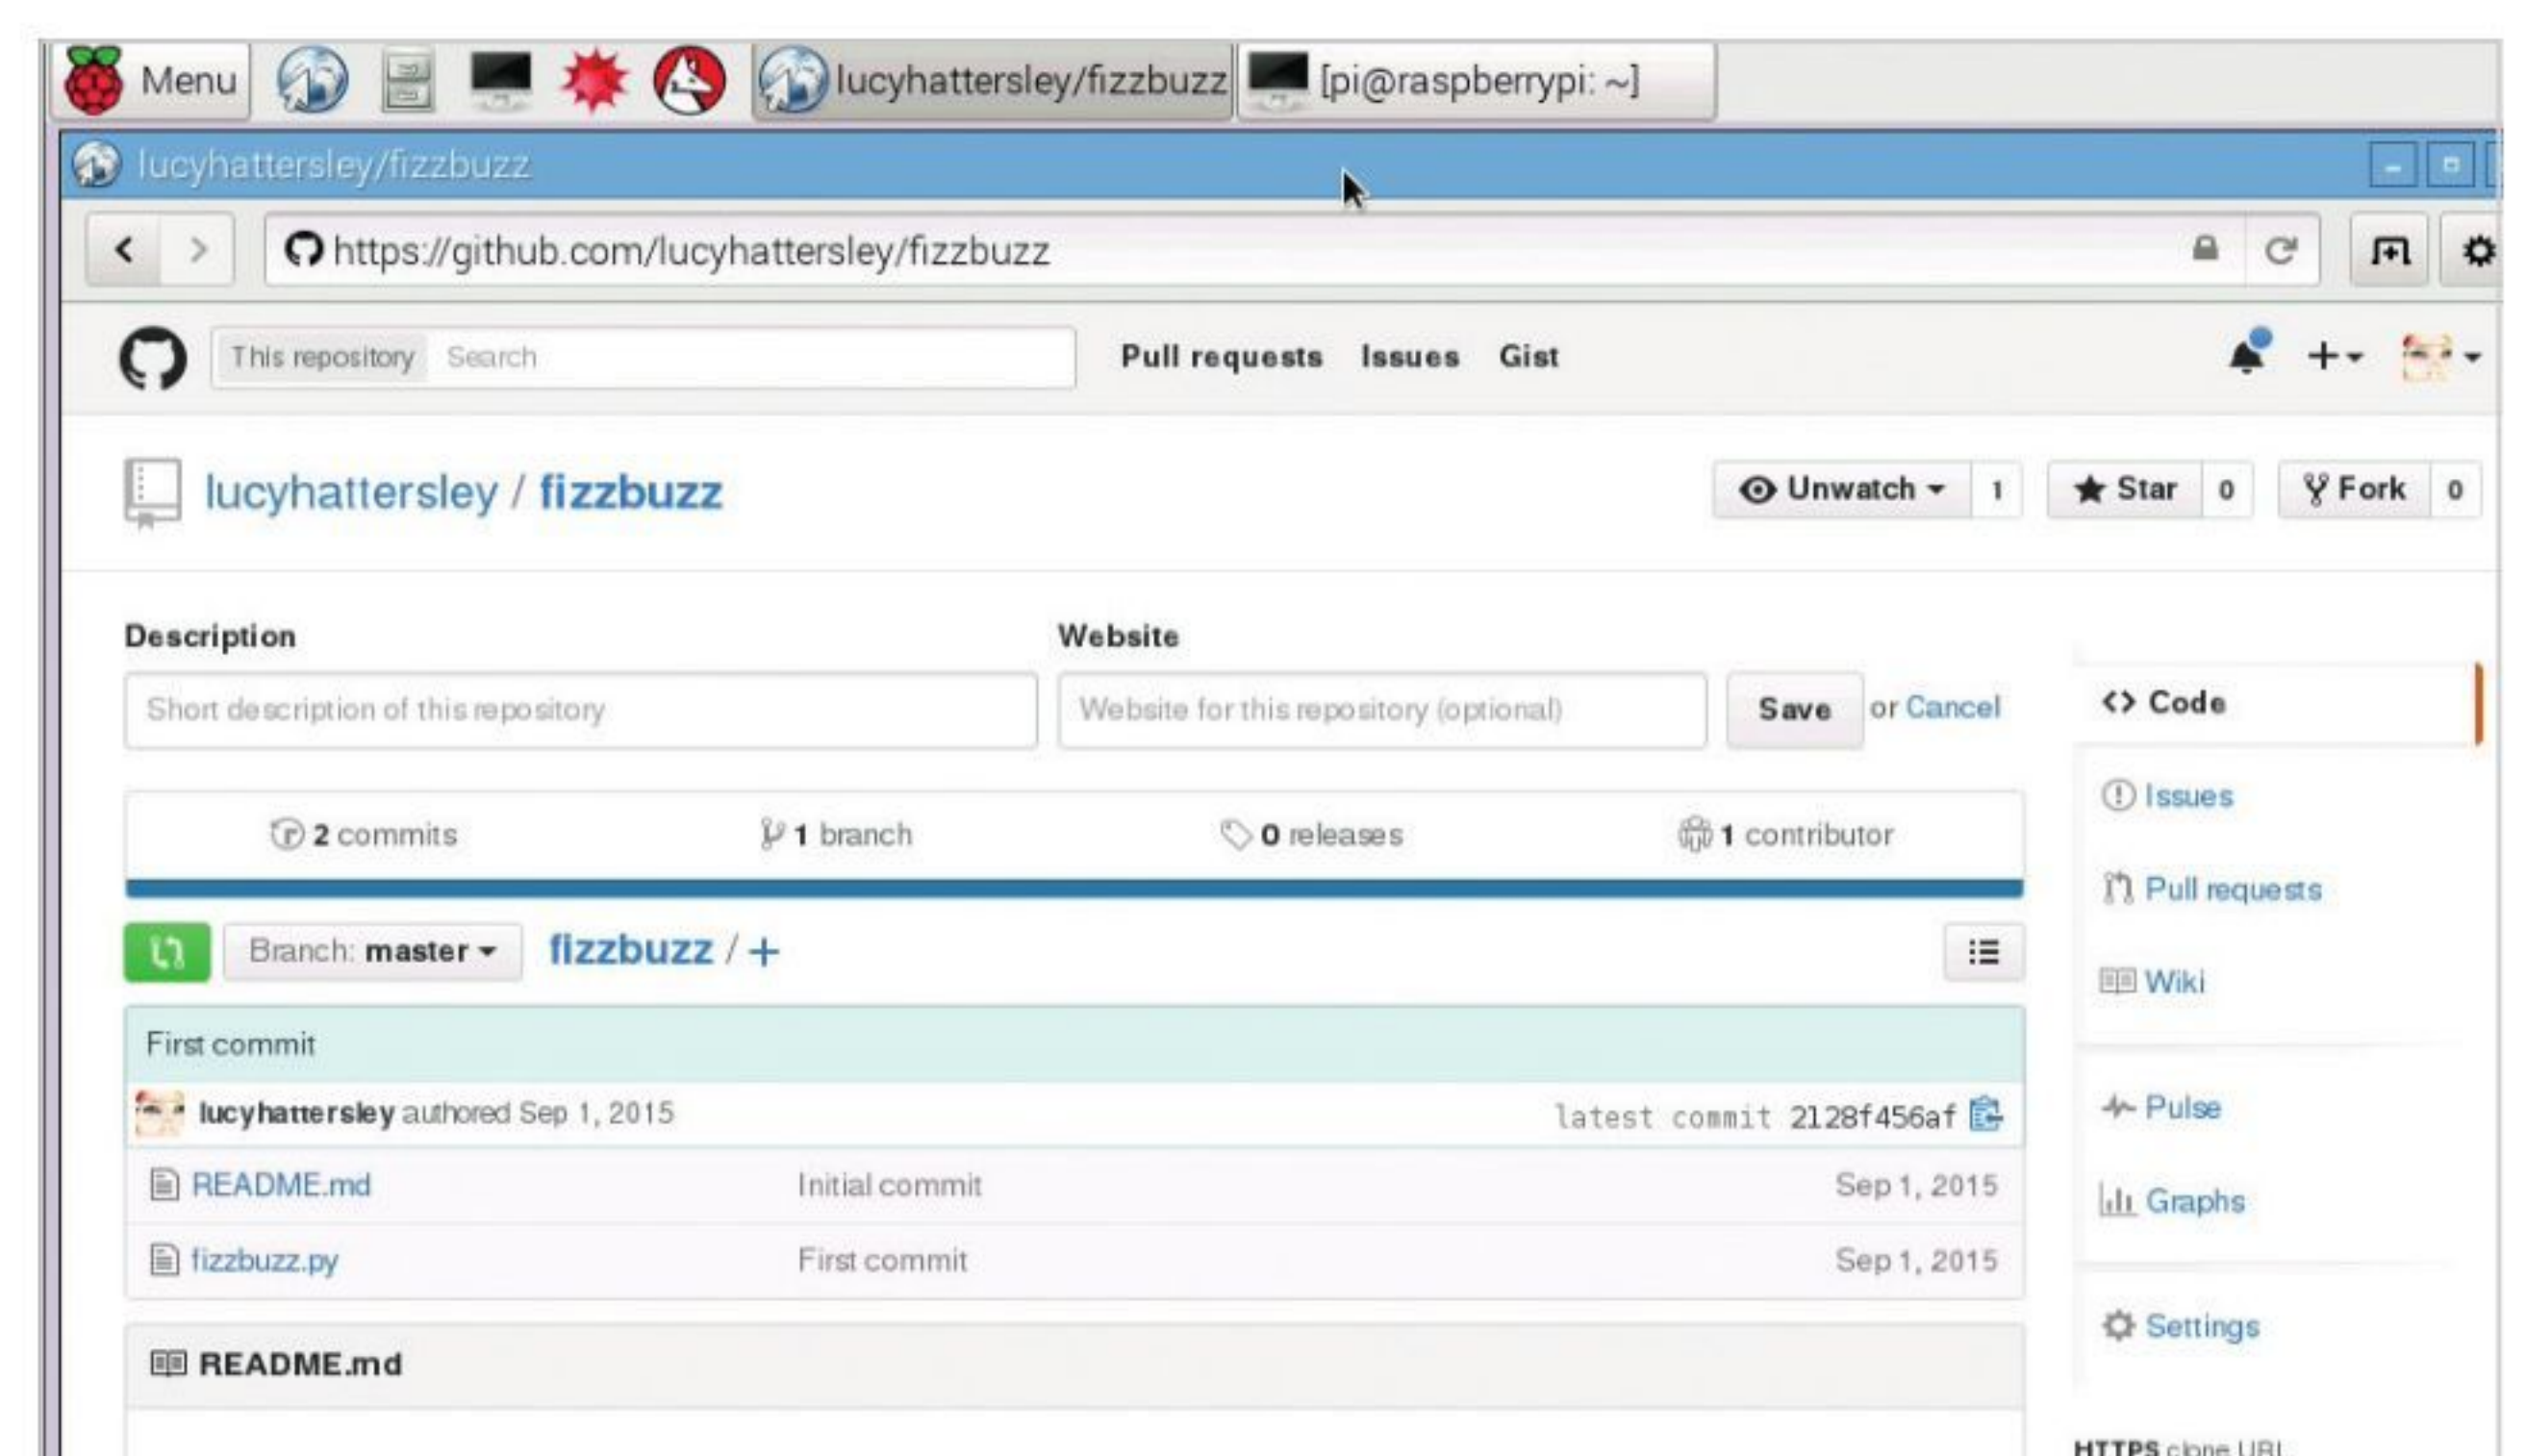 Menu lucyhattersley/fizzbuzz [pi@raspberrypi: ~]
lucyhattersley/fizzbuzz
https://github.com/lucyhattersley/fizzbuzz
This repository Search Pull requests Issues Gist
lucyhattersley / fizzbuzz Unwatch 1 Star 0 Fork 0
Description Website
Short description of this repository Website for this repository (optional) Save or Cancel
<> Code
Issues
2 commits 1 branch 0 releases 1 contributor
Pull requests
Branch: master fizzbuzz / +
Wiki
First commit
lucyhattersley authored Sep 1, 2015 latest commit 2128f456af
Pulse
README.md Initial commit Sep 1, 2015
Graphs
fizzbuzz.py First commit Sep 1, 2015
Settings
README.md
HTTPS clone URL